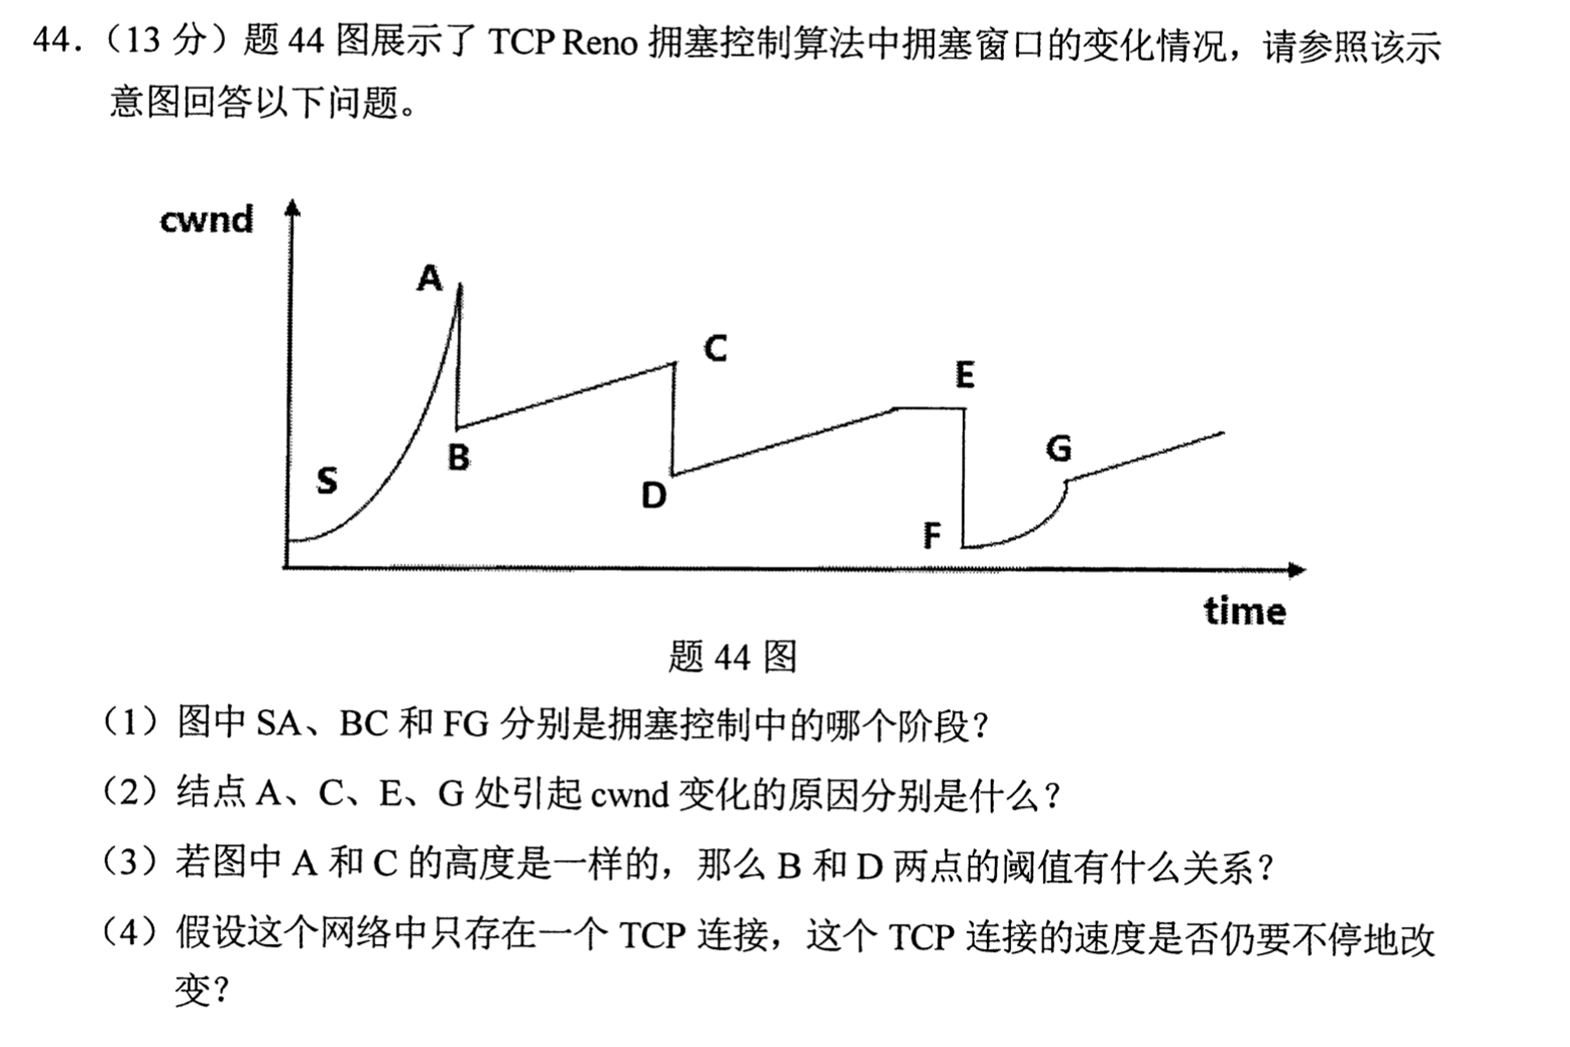 44.（13 分）题 44 图展示了 TCP Reno 拥塞控制算法中拥塞窗口的变化情况，请参照该示
意图回答以下问题。
cwnd
A
C
E
S
B
G
D
F
time
题 44 图
（1）图中 SA、BC 和 FG 分别是拥塞控制中的哪个阶段？
（2）结点 A、C、E、G 处引起 cwnd 变化的原因分别是什么？
（3）若图中 A 和 C 的高度是一样的，那么 B 和 D 两点的阈值有什么关系？
（4）假设这个网络中只存在一个 TCP 连接，这个 TCP 连接的速度是否仍要不停地改
变？